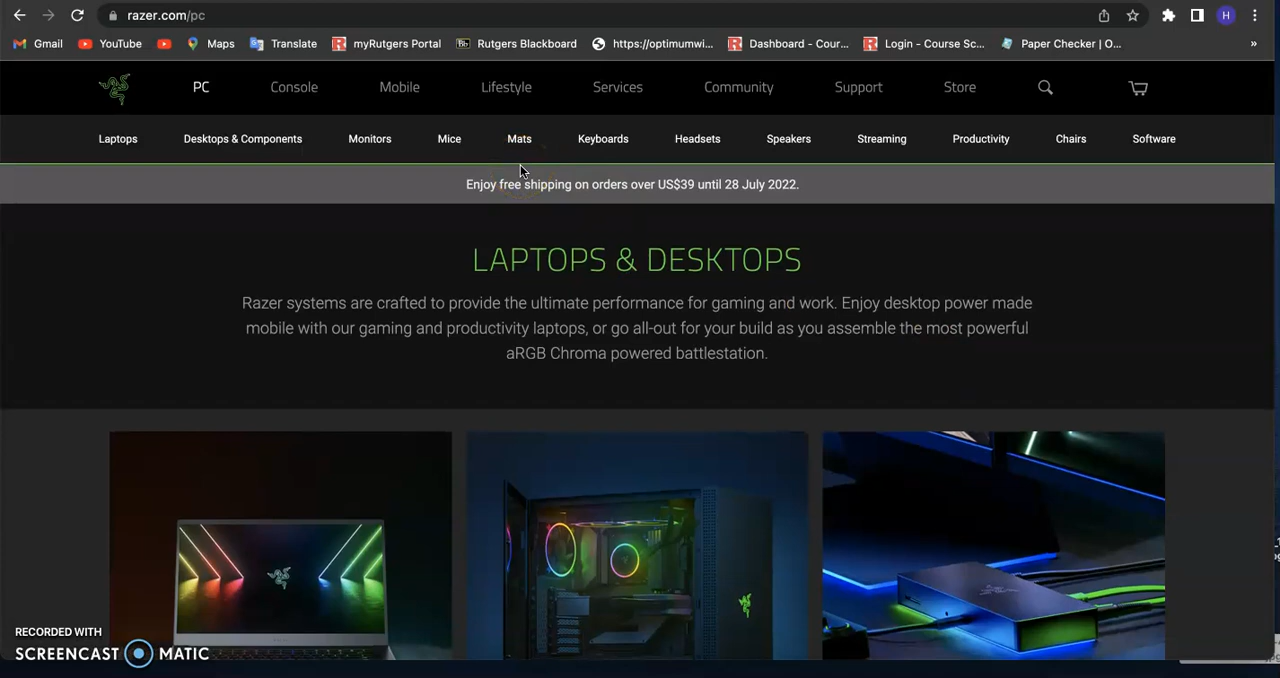 razer.com/pc
H
Gmail YouTube Maps Translate myRutgers Portal Rutgers Blackboard https://optimumwi... Dashboard - Cour... Login - Course Sc... Paper Checker | O... »
PC Console Mobile Lifestyle Services Community Support Store
Laptops Desktops & Components Monitors Mice Mats Keyboards Headsets Speakers Streaming Productivity Chairs Software
Enjoy free shipping on orders over US$39 until 28 July 2022.
LAPTOPS & DESKTOPS
Razer systems are crafted to provide the ultimate performance for gaming and work. Enjoy desktop power made
mobile with our gaming and productivity laptops, or go all-out for your build as you assemble the most powerful
aRGB Chroma powered battlestation.
RECORDED WITH
SCREENCAST MATIC